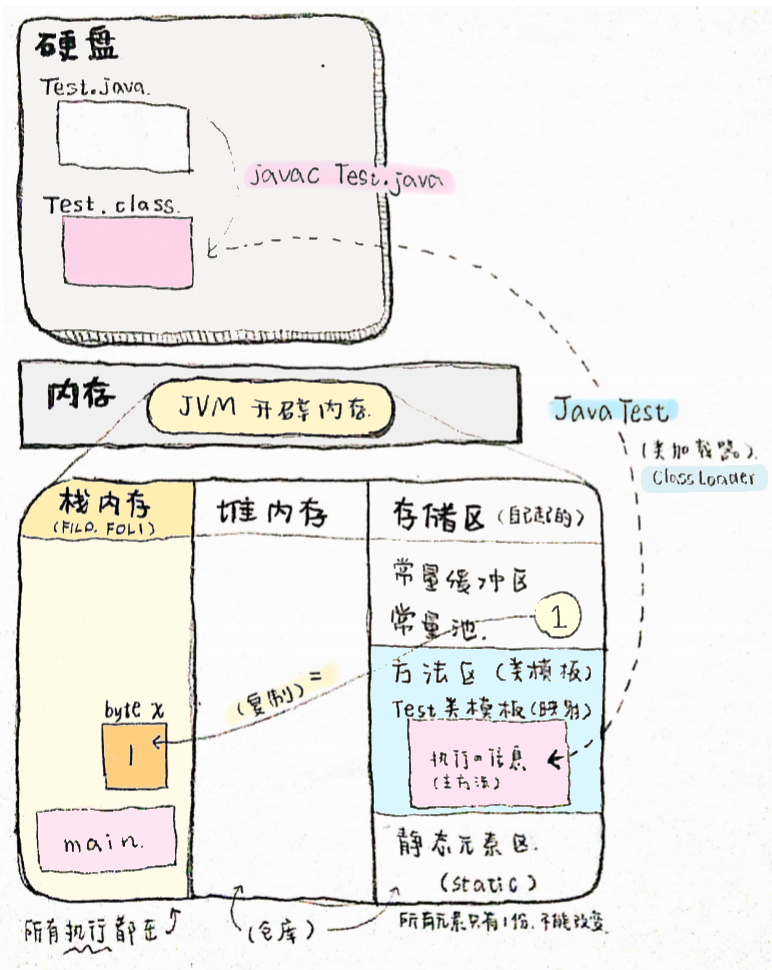 硬盘
Test.java.
javac Test.java
Test.class.
内存
JVM 开辟内存.
Java Test
(类加载器).
ClassLoader
栈内存
(FILO. FOLI)
堆内存
存储区(自己起的)
常量缓冲区
常量池.
1
方法区(类模板)
(复制) =
Test类模板(映射)
byte x
1
执行の信息
(主方法)
main.
静态元素区.
(static)
所有执行都在
(仓库)
所有元素只有1份.不能改变.